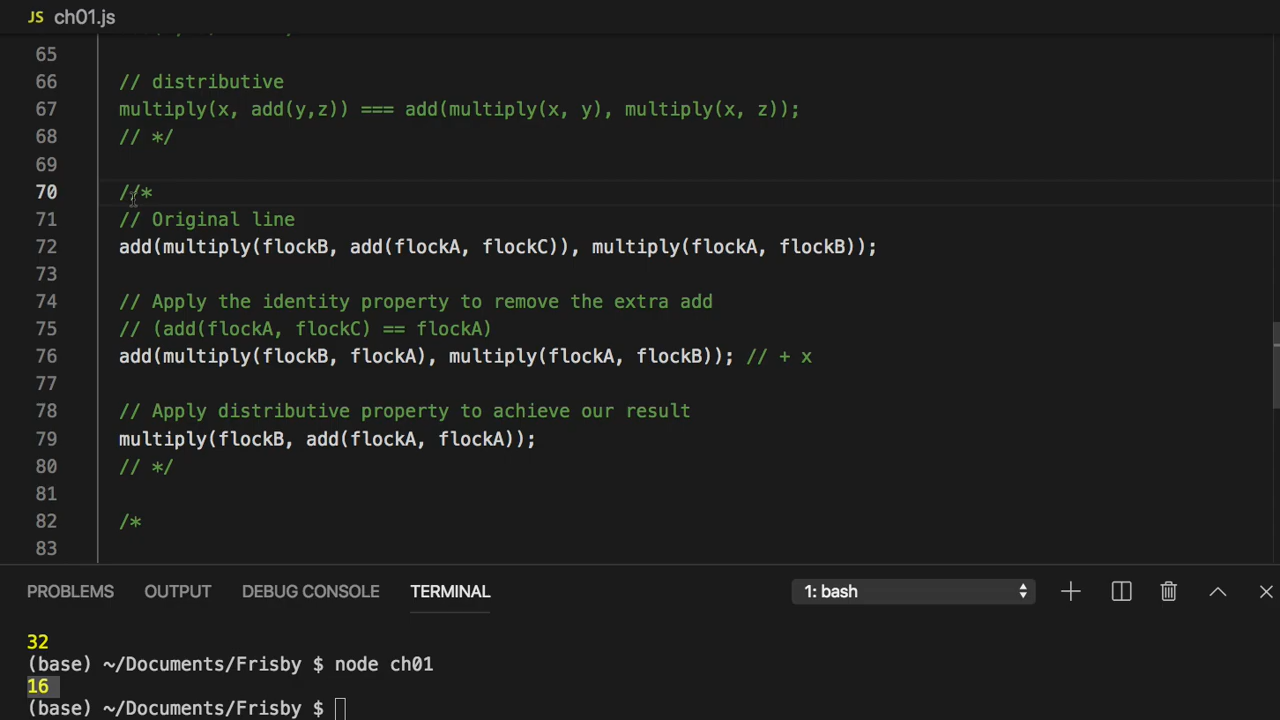 JS ch01.js
65
66 // distributive
67 multiply(x, add(y,z)) === add(multiply(x, y), multiply(x, z));
68 // */
69
70 //*
71 // Original line
72 add(multiply(flockB, add(flockA, flockC)), multiply(flockA, flockB));
73
74 // Apply the identity property to remove the extra add
75 // (add(flockA, flockC) == flockA)
76 add(multiply(flockB, flockA), multiply(flockA, flockB)); // + x
77
78 // Apply distributive property to achieve our result
79 multiply(flockB, add(flockA, flockA));
80 // */
81
82 /*
83
PROBLEMS OUTPUT DEBUG CONSOLE TERMINAL 1: bash
32
(base) ~/Documents/Frisby $ node ch01
16
(base) ~/Documents/Frisby $